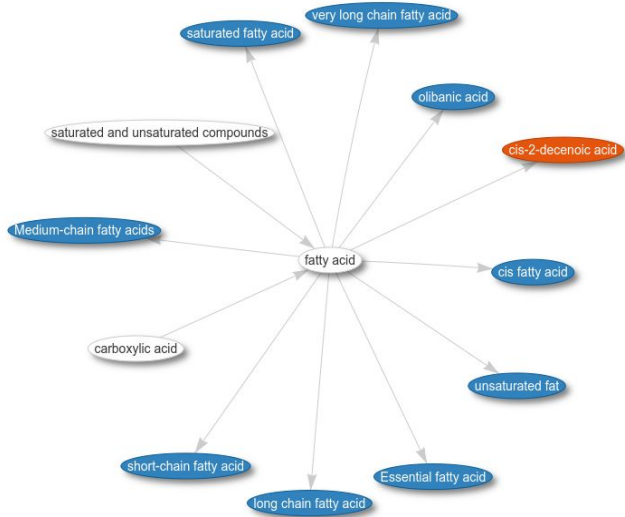 very long chain fatty acid
saturated fatty acid
olibanic acid
saturated and unsaturated compounds
cis-2-decenoic acid
Medium-chain fatty acids
fatty acid
cis fatty acid
carboxylic acid
unsaturated fat
short-chain fatty acid
Essential fatty acid
long chain fatty acid